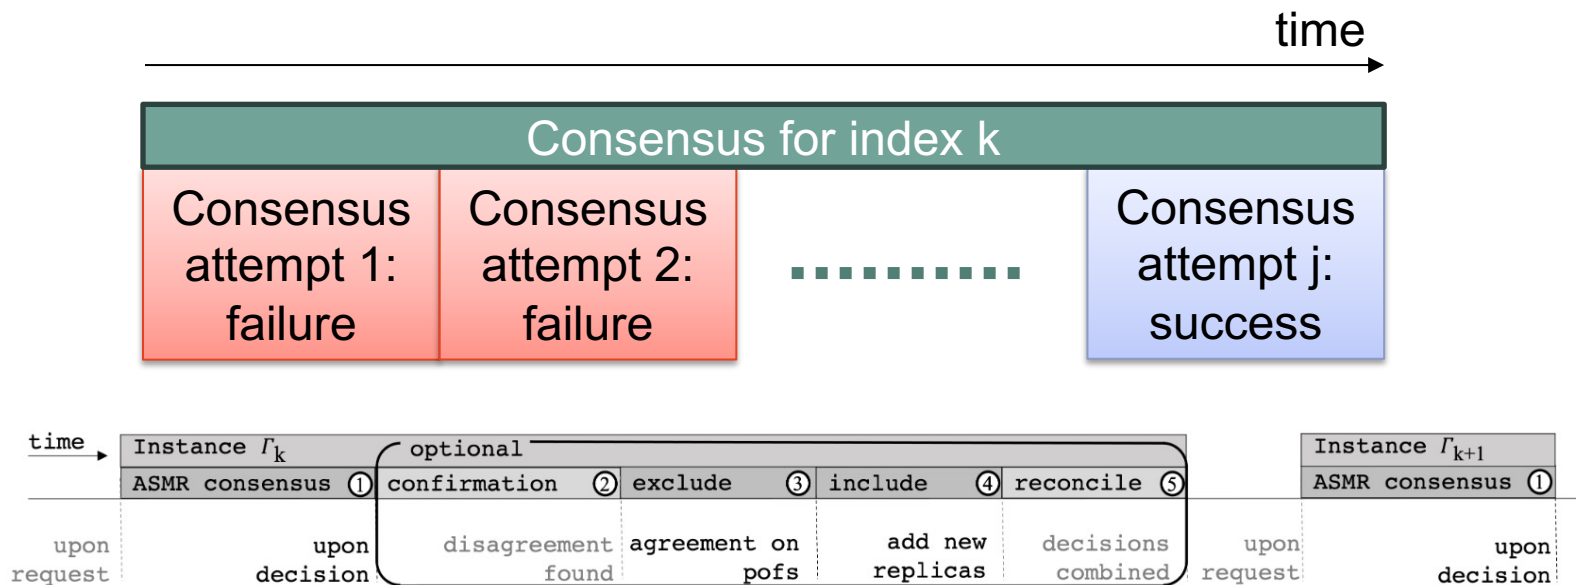 time
Consensus for index k
Consensus
attempt 1:
failure
Consensus
attempt 2:
failure
Consensus
attempt j:
success
time
Instance Γk
optional
Instance Γk+1
ASMR consensus ①
confirmation ②
exclude ③
include ④
reconcile ⑤
ASMR consensus ①
upon
request
upon
decision
disagreement
found
agreement on
pofs
add new
replicas
decisions
combined
upon
request
upon
decision